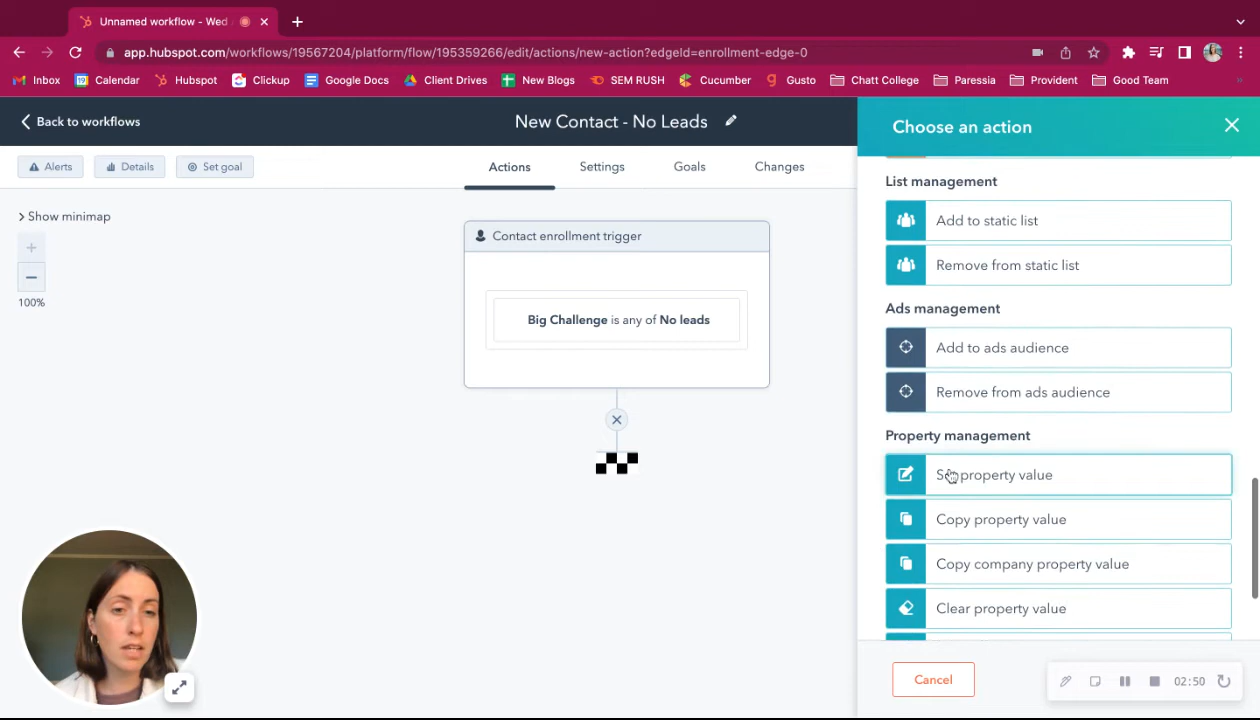 Unnamed workflow - Wed
app.hubspot.com/workflows/19567204/platform/flow/195359266/edit/actions/new-action?edgeId=enrollment-edge-0
Inbox Calendar Hubspot Clickup Google Docs Client Drives New Blogs SEM RUSH Cucumber Gusto Chatt College Paressia Provident Good Team
Back to workflows
New Contact - No Leads
Choose an action
Alerts Details Set goal
Actions Settings Goals Changes
Show minimap
100%
Contact enrollment trigger
Big Challenge is any of No leads
List management
Add to static list
Remove from static list
Ads management
Add to ads audience
Remove from ads audience
Property management
Set property value
Copy property value
Copy company property value
Clear property value
Cancel
02:50